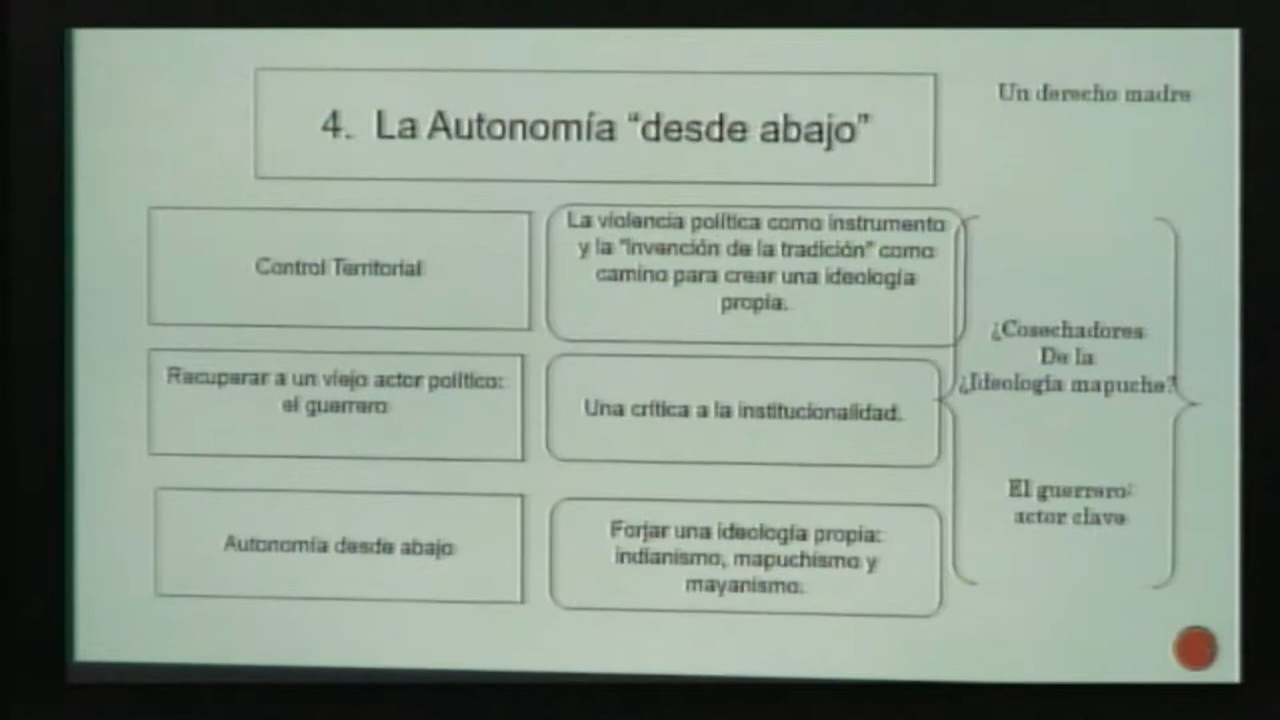 4. La Autonomía “desde abajo”
Un derecho madre
Control Territorial
La violencia política como instrumento
y la “invención de la tradición” como
camino para crear una ideología
propia.
Recuperar a un viejo actor político:
el guerrero
Una crítica a la institucionalidad.
Autonomía desde abajo
Forjar una ideología propia:
indianismo, mapuchismo y
mayanismo.
¿Cosechadores
De la
¿Ideología mapuche?
El guerrero:
actor clave